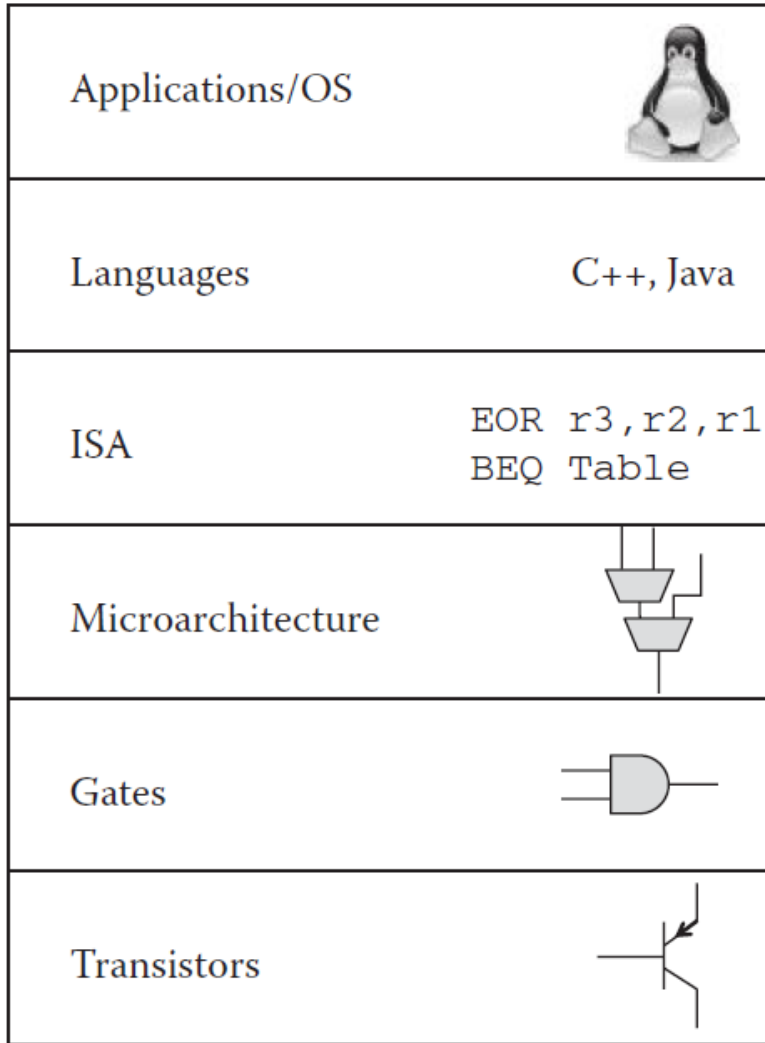 Applications/OS
Languages C++, Java
ISA
EOR r3,r2,r1
BEQ Table
Microarchitecture
Gates
Transistors